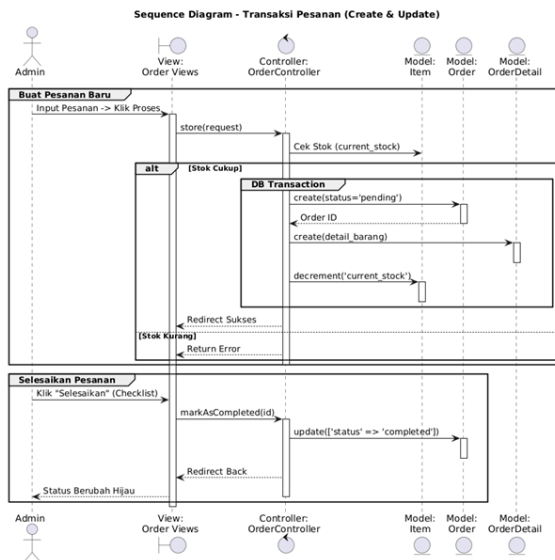 Sequence Diagram - Transaksi Pesanan (Create & Update)
Admin
View:
Order Views
Controller:
OrderController
Model:
Item
Model:
Order
Model:
OrderDetail
Buat Pesanan Baru
Input Pesanan -> Klik Proses
store(request)
Cek Stok (current_stock)
alt
[Stok Cukup]
DB Transaction
create(status='pending')
Order ID
create(detail_barang)
decrement('current_stock')
Redirect Sukses
[Stok Kurang]
Return Error
Selesaikan Pesanan
Klik "Selesaikan" (Checklist)
markAsCompleted(id)
update(['status' => 'completed'])
Redirect Back
Status Berubah Hijau
Admin
View:
Order Views
Controller:
OrderController
Model:
Item
Model:
Order
Model:
OrderDetail